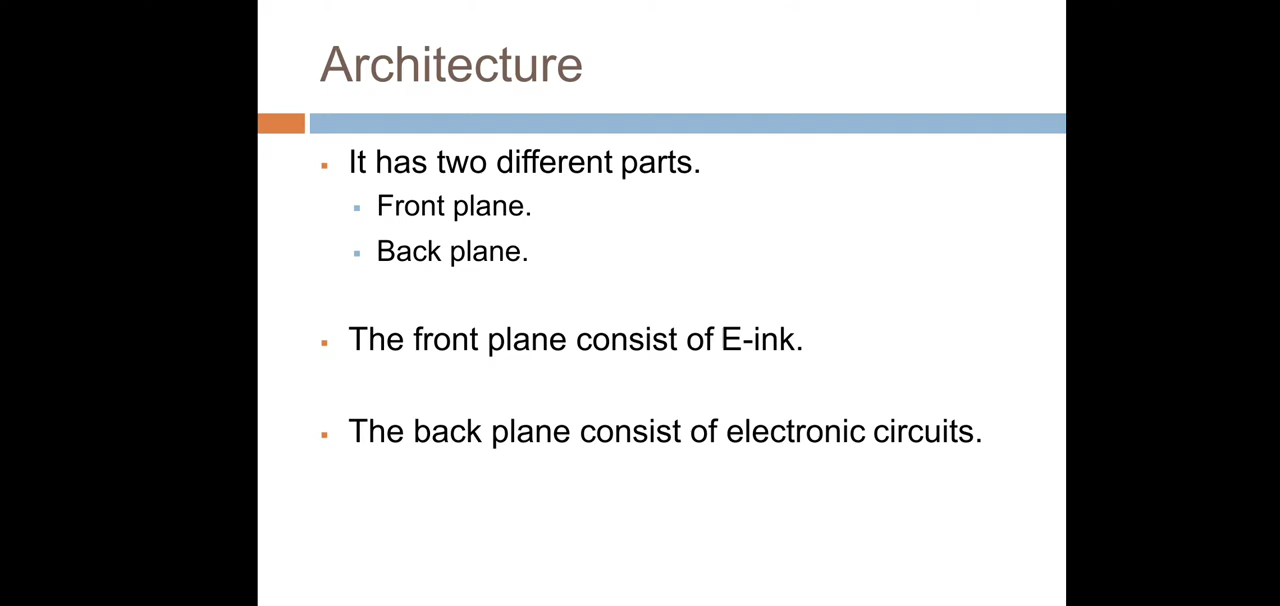 Architecture
It has two different parts.
Front plane.
Back plane.
The front plane consist of E-ink.
The back plane consist of electronic circuits.